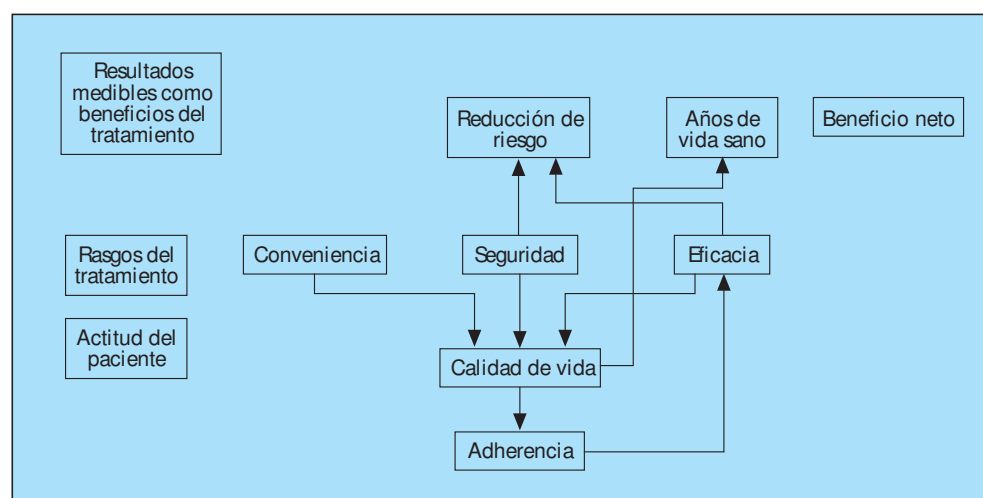 Resultados
medibles como
beneficios del
tratamiento
Reducción de
riesgo
Años de
vida sano
Beneficio neto
Rasgos del
tratamiento
Conveniencia
Seguridad
Eficacia
Actitud del
paciente
Calidad de vida
Adherencia